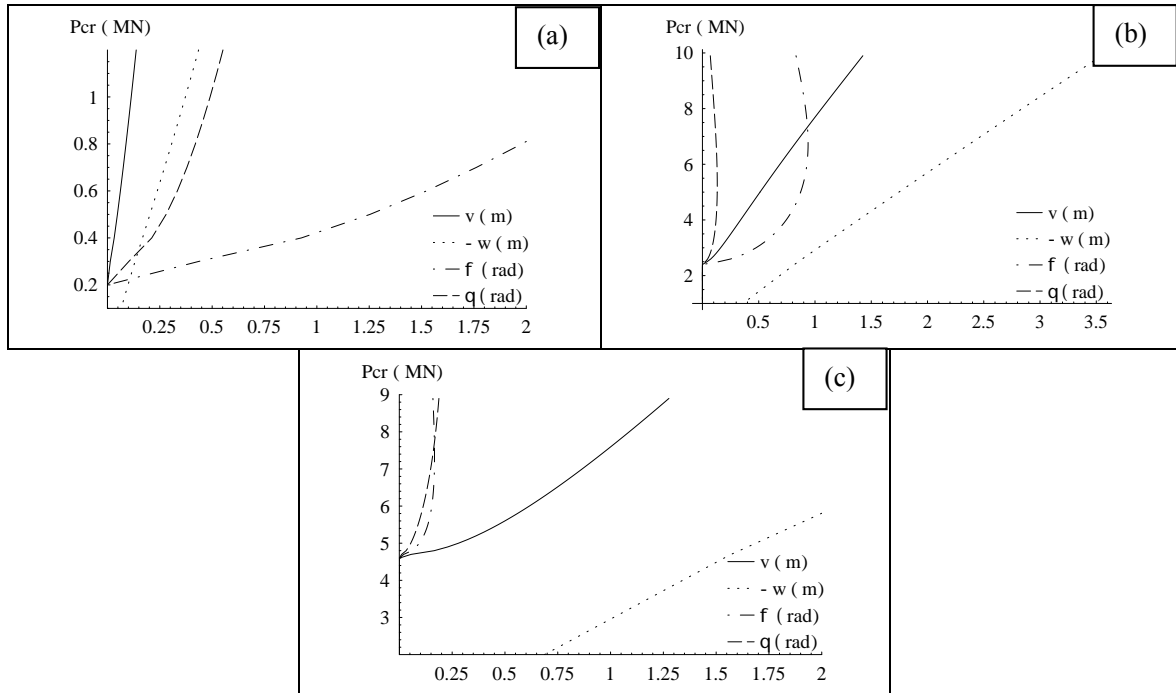 Pcr ( MN)
(a)
1
0.8
0.6
0.4
0.2
0.25 0.5 0.75 1 1.25 1.5 1.75 2
v ( m)
- w ( m)
f ( rad)
q ( rad)
Pcr ( MN)
(b)
10
8
6
4
2
0.5 1 1.5 2 2.5 3 3.5
v ( m)
- w ( m)
f ( rad)
q ( rad)
Pcr ( MN)
(c)
9
8
7
6
5
4
3
0.25 0.5 0.75 1 1.25 1.5 1.75 2
v ( m)
- w ( m)
f ( rad)
q ( rad)